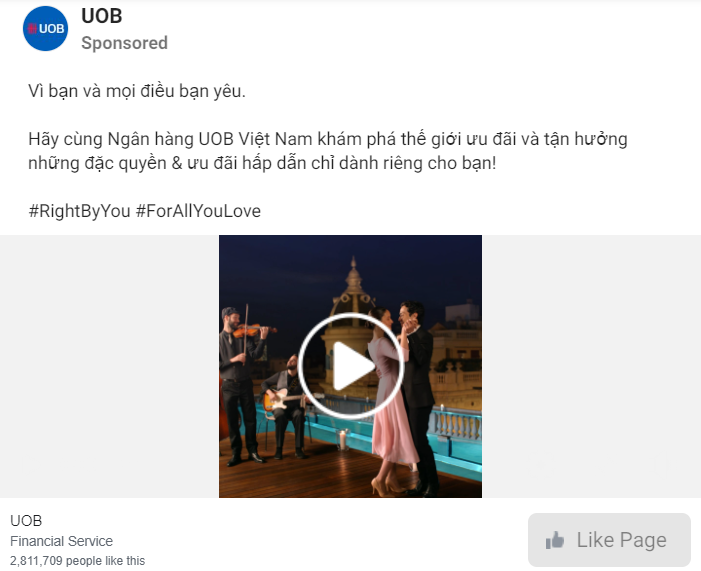 UOB
UOB
Sponsored
Vì bạn và mọi điều bạn yêu.
Hãy cùng Ngân hàng UOB Việt Nam khám phá thế giới ưu đãi và tận hưởng
những đặc quyền & ưu đãi hấp dẫn chỉ dành riêng cho bạn!
#RightByYou #ForAllYouLove
UOB
Financial Service
2,811,709 people like this
Like Page